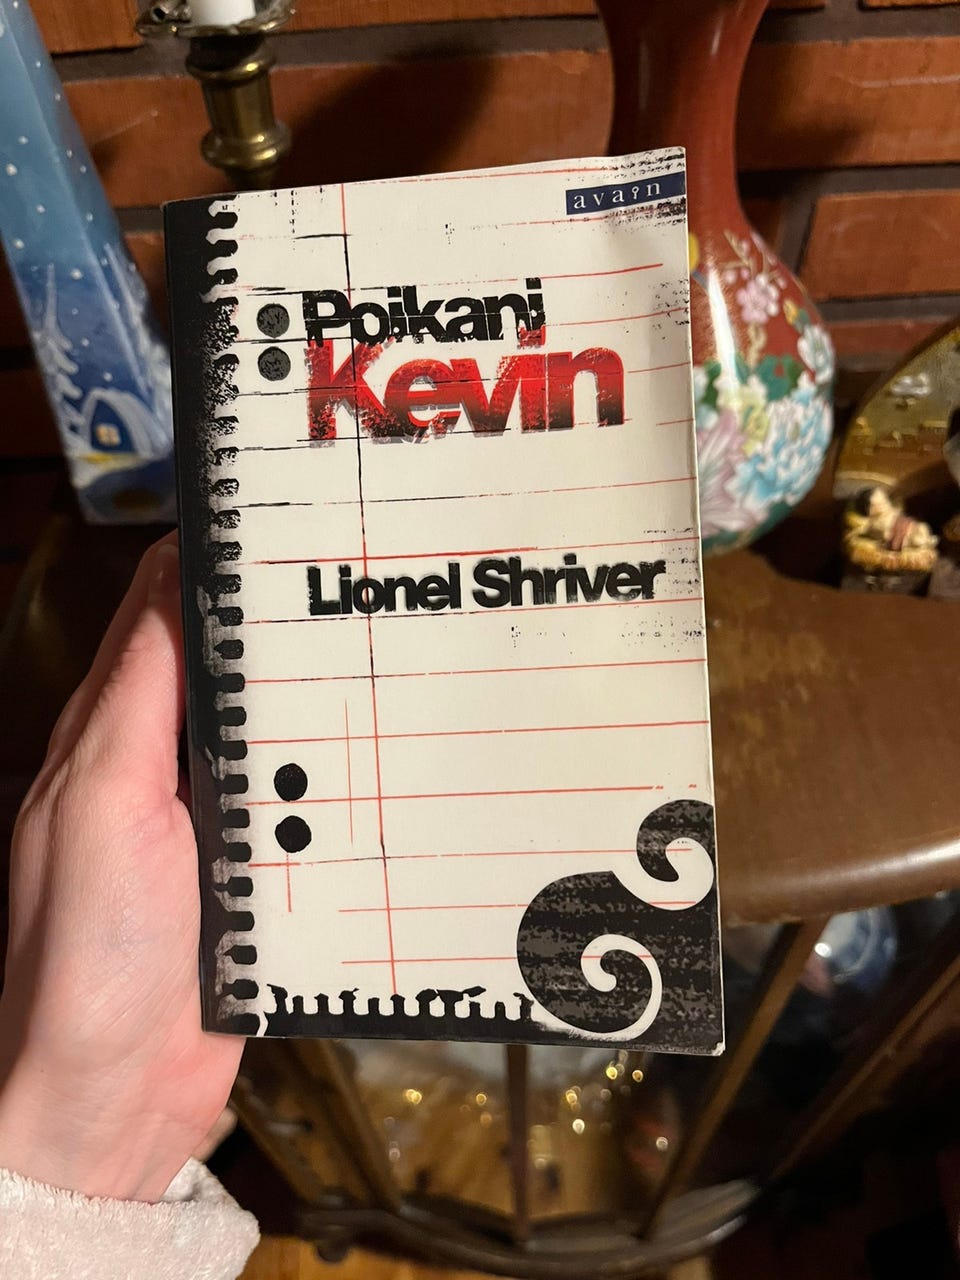 avain
Poikani
Kevin
Lionel Shriver